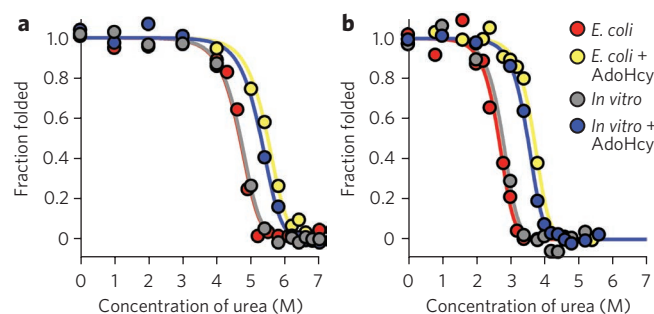 a
b
Fraction folded
1.0
0.8
0.6
0.4
0.2
0
0 1 2 3 4 5 6 7
Concentration of urea (M)
Fraction folded
1.0
0.8
0.6
0.4
0.2
0
0 1 2 3 4 5 6 7
Concentration of urea (M)
E. coli
E. coli +
AdoHcy
In vitro
In vitro +
AdoHcy